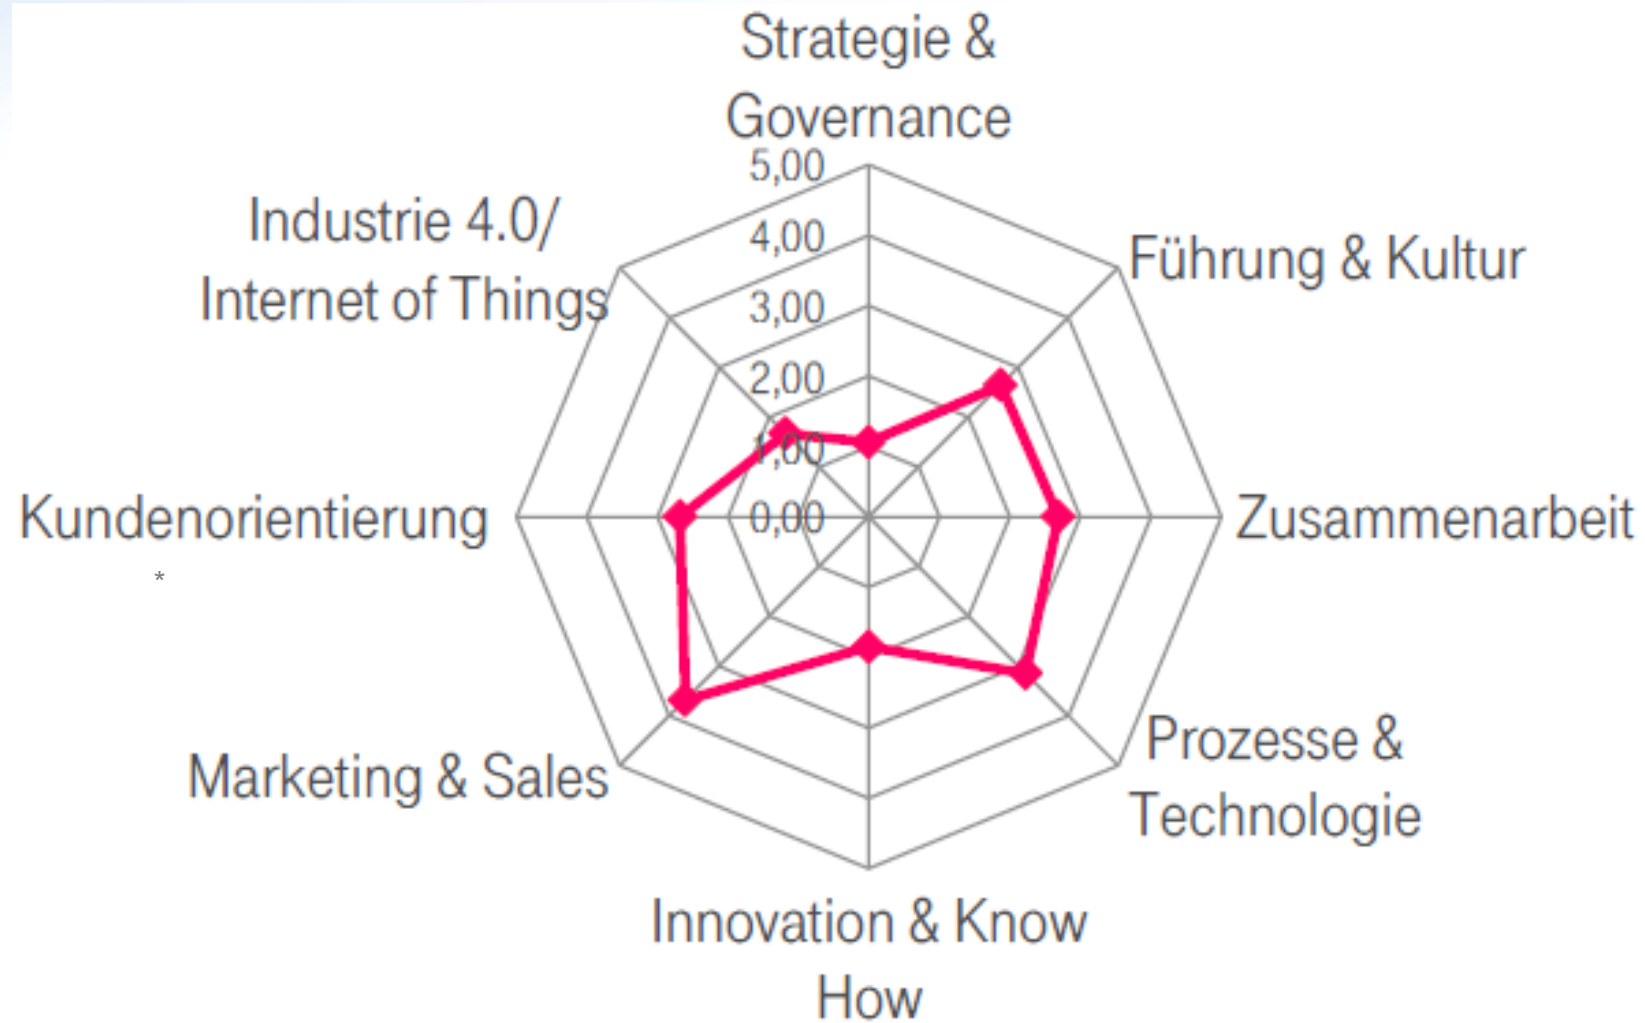 Strategie &
Governance
5,00
4,00
3,00
2,00
1,00
0,00
Führung & Kultur
Zusammenarbeit
Prozesse &
Technologie
Innovation & Know
How
Marketing & Sales
Kundenorientierung
*
Industrie 4.0/
Internet of Things